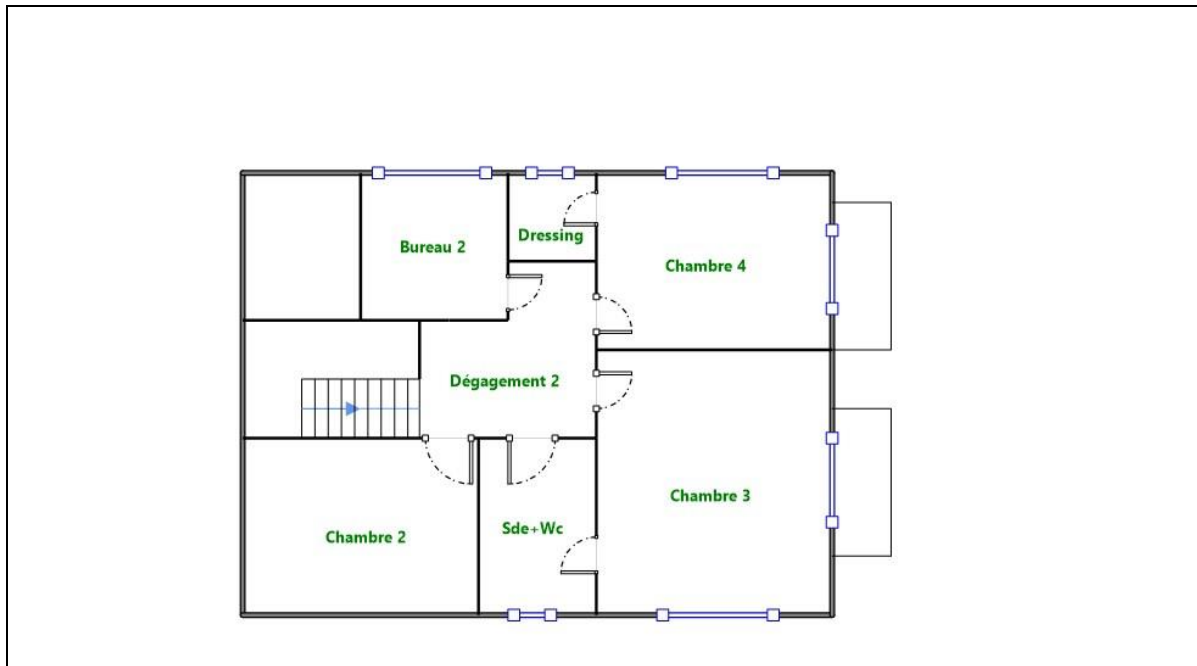 Dressing
Bureau 2
Chambre 4
Dégagement 2
Chambre 3
Sde+Wc
Chambre 2